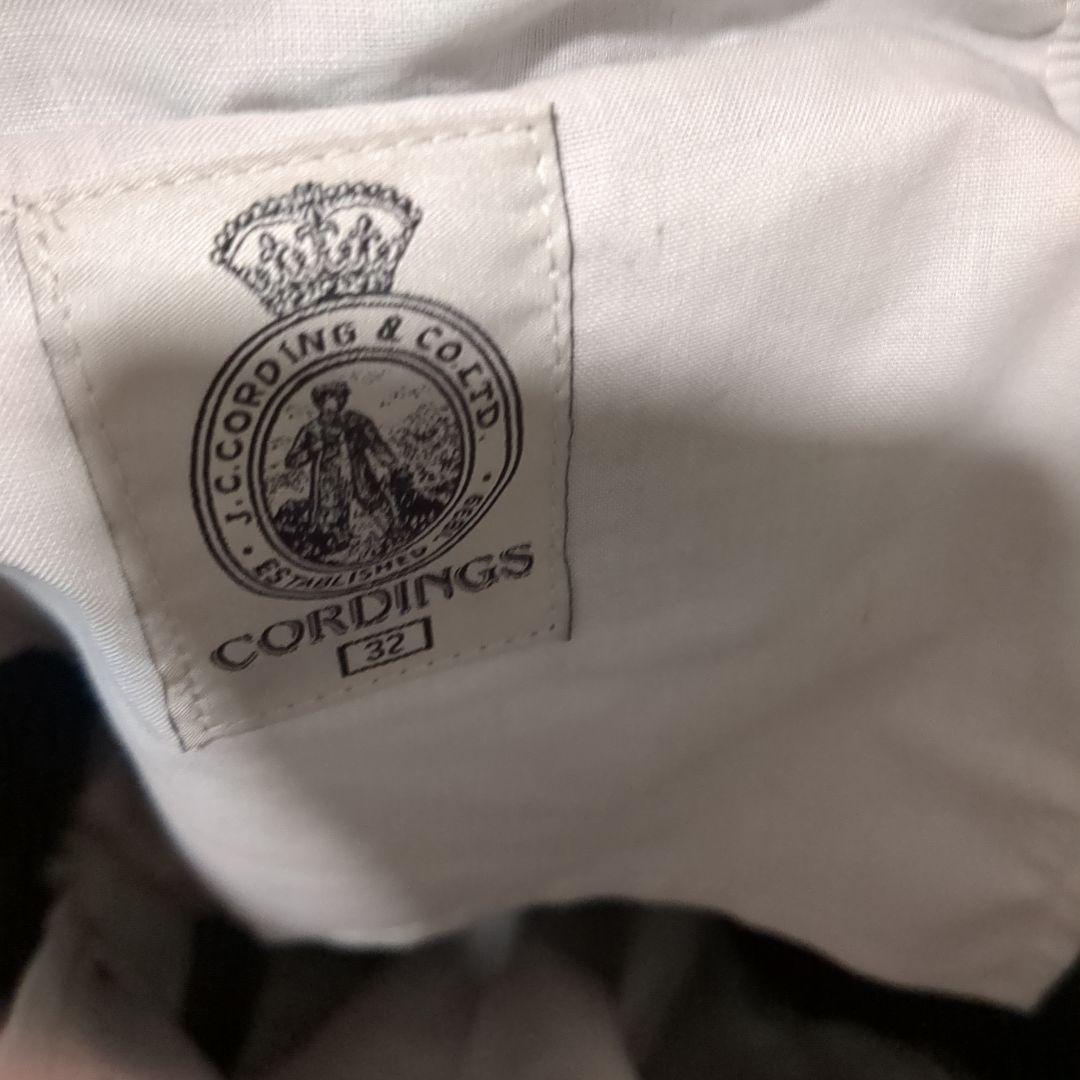 J.C.CORDING & CO.LTD.
• ESTABLISHED 1839 •
CORDINGS
32